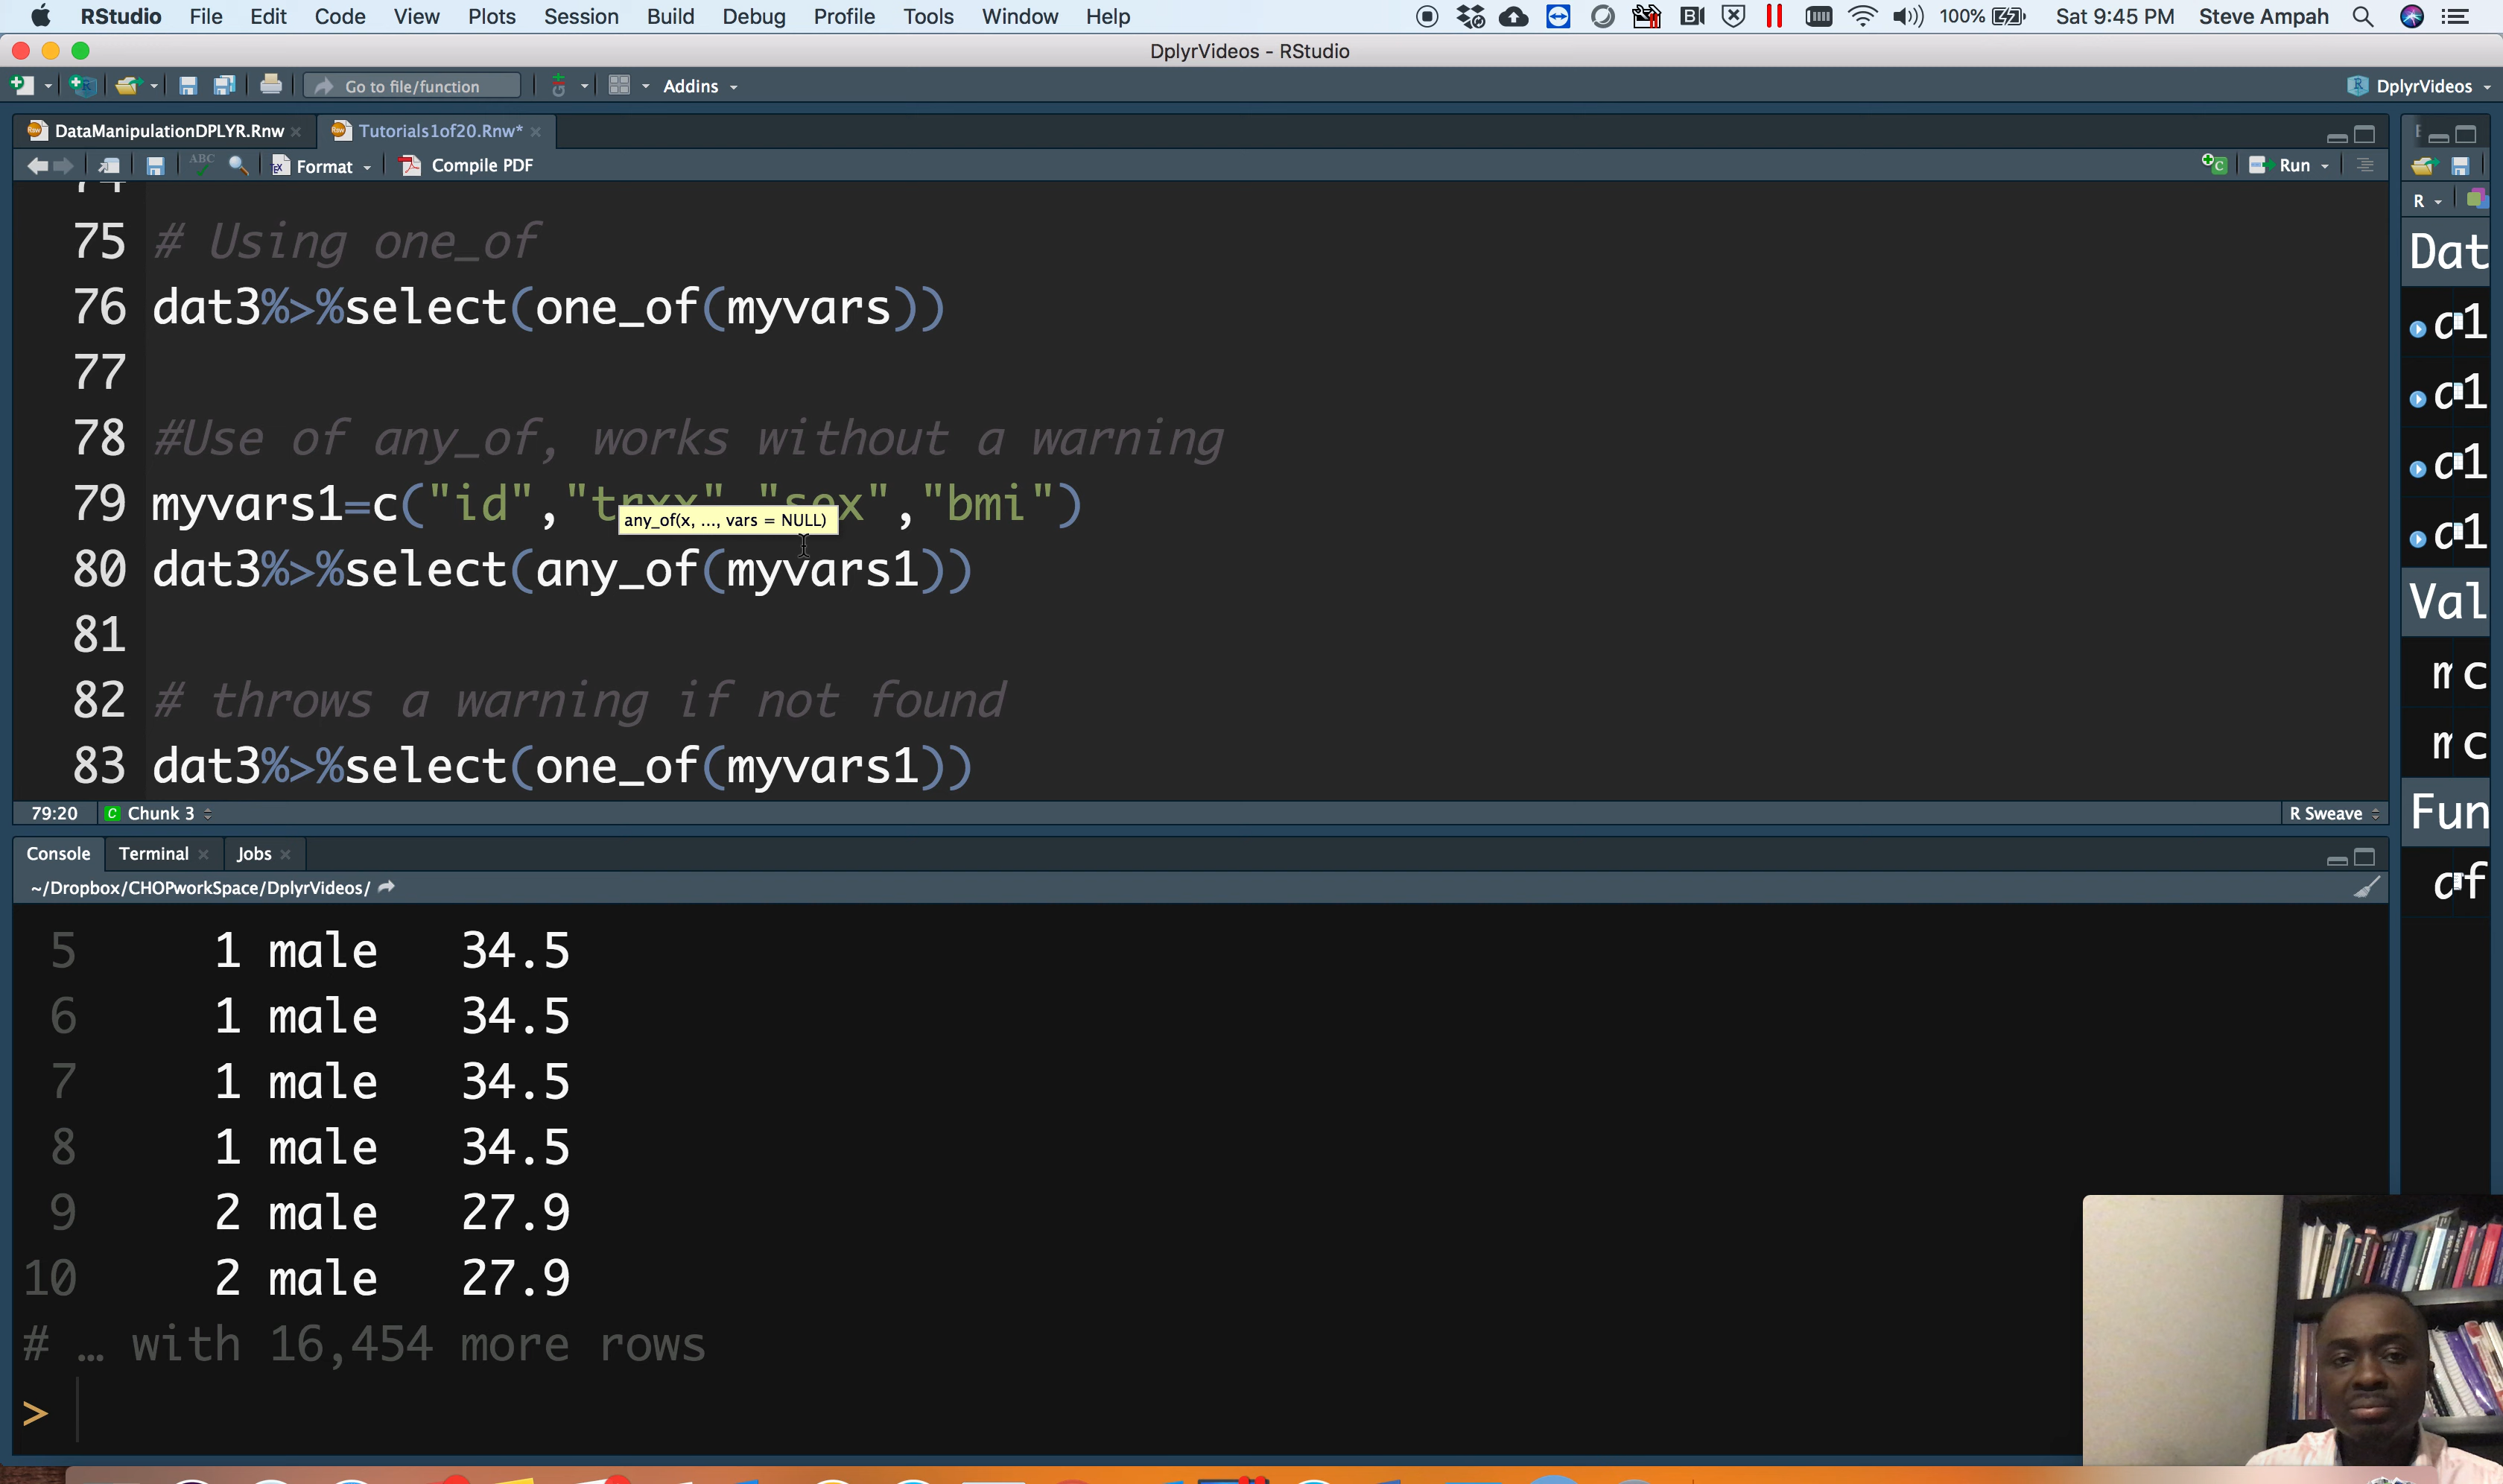 RStudio File Edit Code View Plots Session Build Debug Profile Tools Window Help 100% Sat 9:45 PM Steve Ampah
DplyrVideos - RStudio
Go to file/function Addins DplyrVideos
DataManipulationDPLYR.Rnw Tutorials1of20.Rnw*
ABC Format Compile PDF Run
R
75 # Using one_of
76 dat3%>%select(one_of(myvars))
77
78 #Use of any_of, works without a warning
79 myvars1=c("id","trxx","sex","bmi")
any_of(x, ..., vars = NULL)
80 dat3%>%select(any_of(myvars1))
81
82 # throws a warning if not found
83 dat3%>%select(one_of(myvars1))
79:20 C Chunk 3 R Sweave
Dat
Val
Fun
Console Terminal Jobs
~/Dropbox/CHOPworkSpace/DplyrVideos/
5 1 male 34.5
6 1 male 34.5
7 1 male 34.5
8 1 male 34.5
9 2 male 27.9
10 2 male 27.9
# … with 16,454 more rows
>